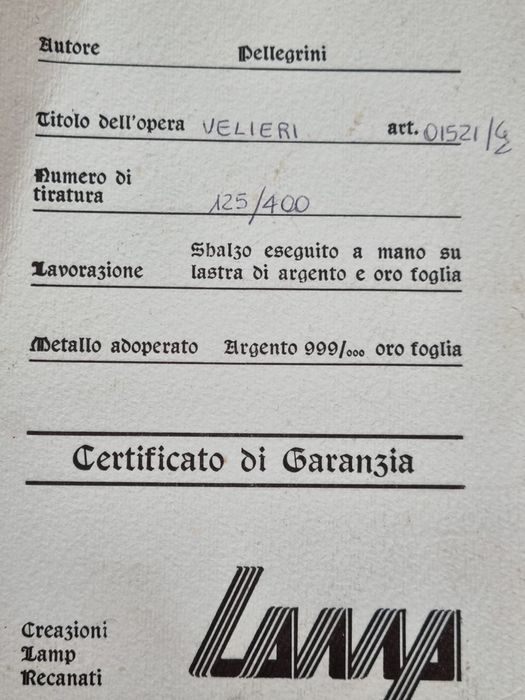 Autore Pellegrini
Titolo dell'opera VELIERI art. 01521/G2
Numero di
tiratura 125/400
Sbalzo eseguito a mano su
Lavorazione lastra di argento e oro foglia
Metallo adoperato Argento 999/ooo oro foglia
Certificato di Garanzia
Creazioni
Lamp
Recanati
Lamp